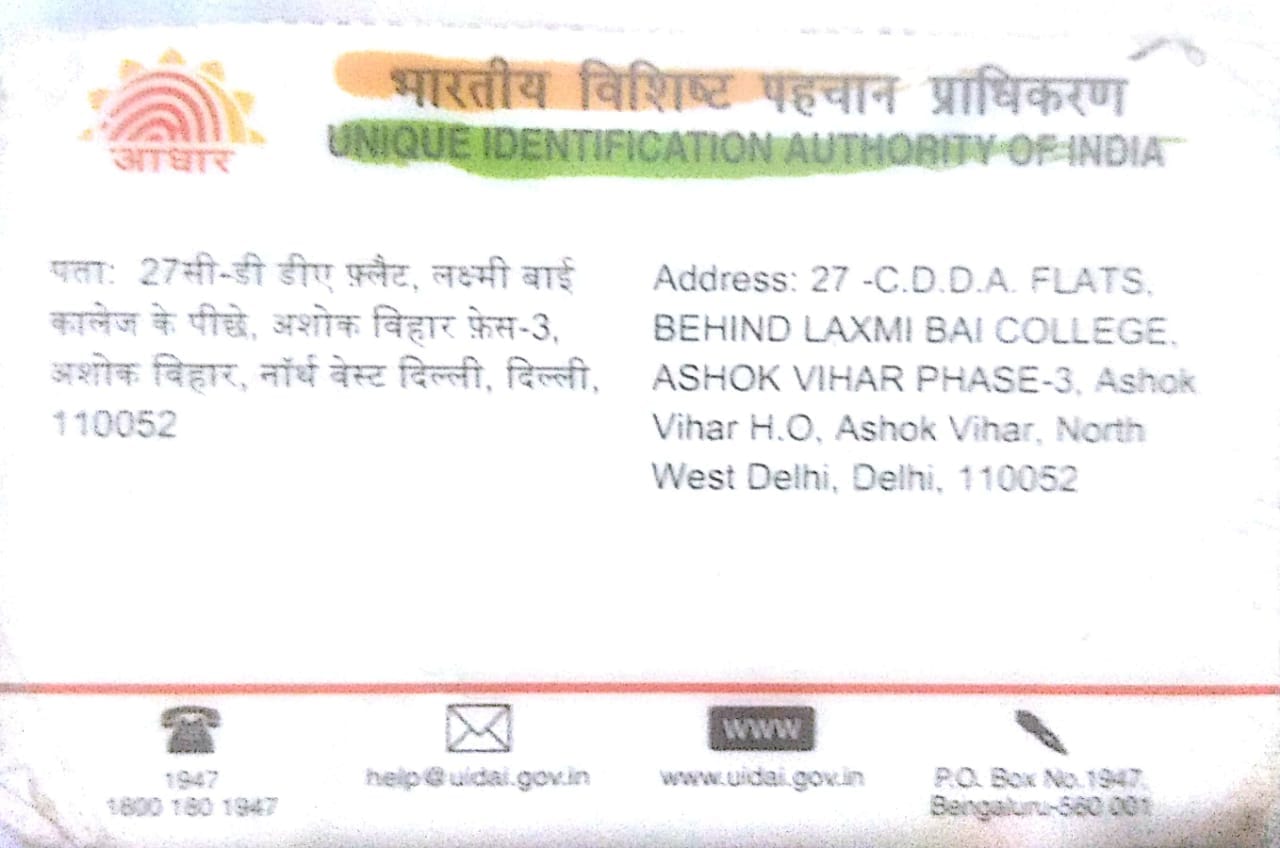 आधार
भारतीय विशिष्ट पहचान प्राधिकरण
UNIQUE IDENTIFICATION AUTHORITY OF INDIA
पता: 27सी-डी डीए फ़्लैट, लक्ष्मी बाई
कालेज के पीछे, अशोक विहार फ़ेस-3,
अशोक विहार, नॉर्थ वेस्ट दिल्ली, दिल्ली,
110052
Address: 27 -C.D.D.A. FLATS,
BEHIND LAXMI BAI COLLEGE,
ASHOK VIHAR PHASE-3, Ashok
Vihar H.O, Ashok Vihar, North
West Delhi, Delhi, 110052
1947
1800 180 1947
help@uidai.gov.in
www
www.uidai.gov.in
P.O. Box No.1947,
Bengaluru-560 001